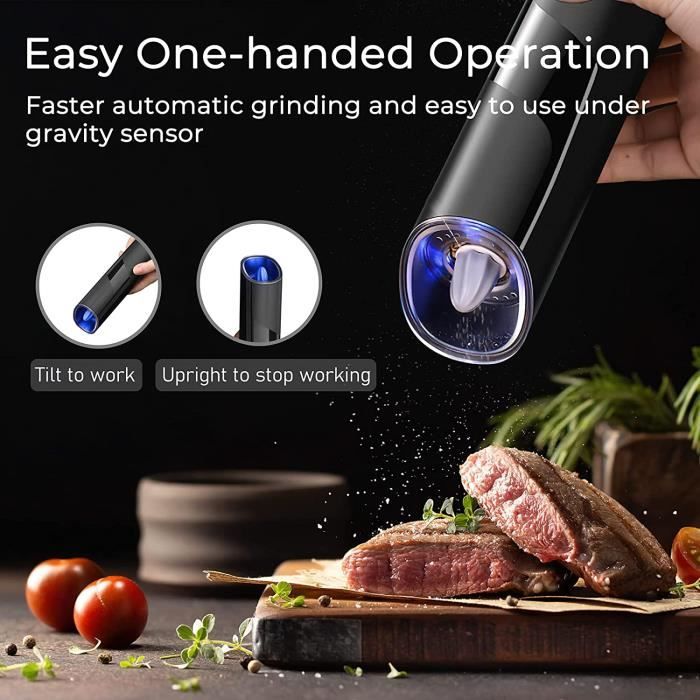 Easy One-handed Operation
Faster automatic grinding and easy to use under
gravity sensor
Tilt to work
Upright to stop working